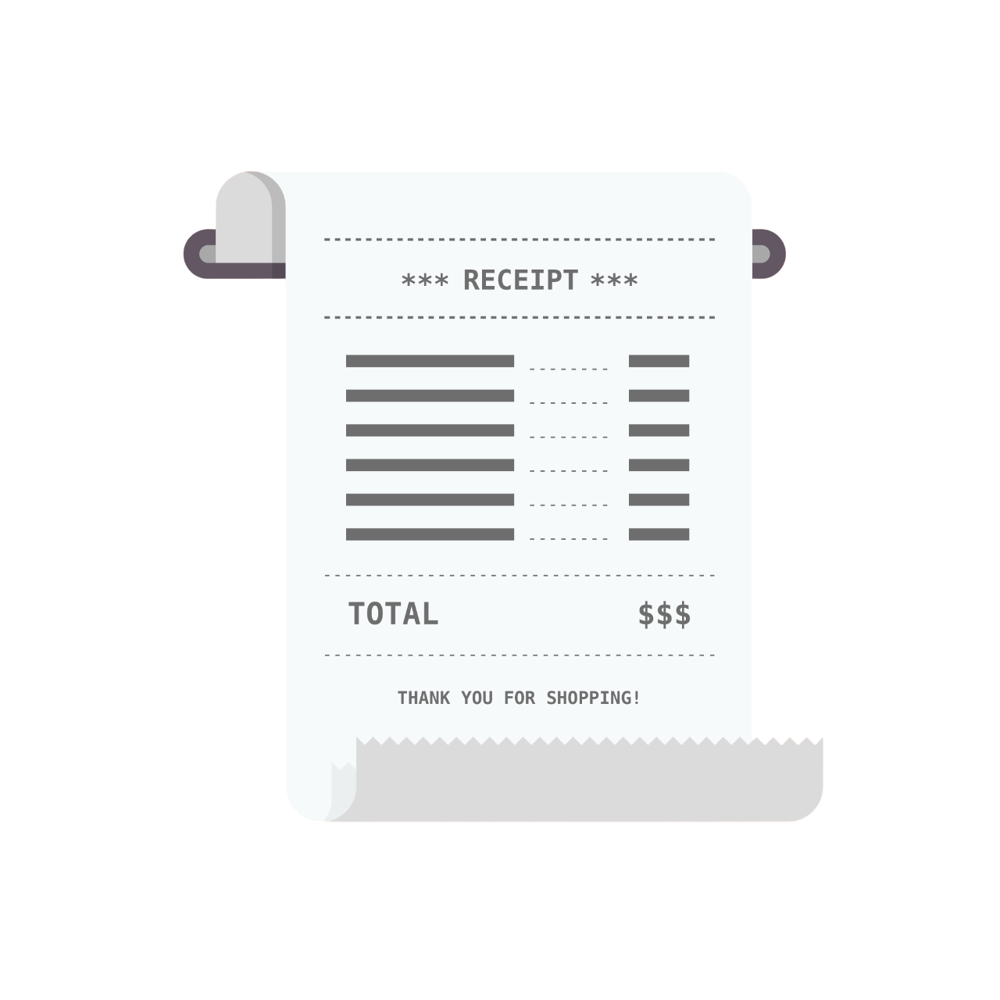 *** RECEIPT ***
TOTAL $$$
THANK YOU FOR SHOPPING!